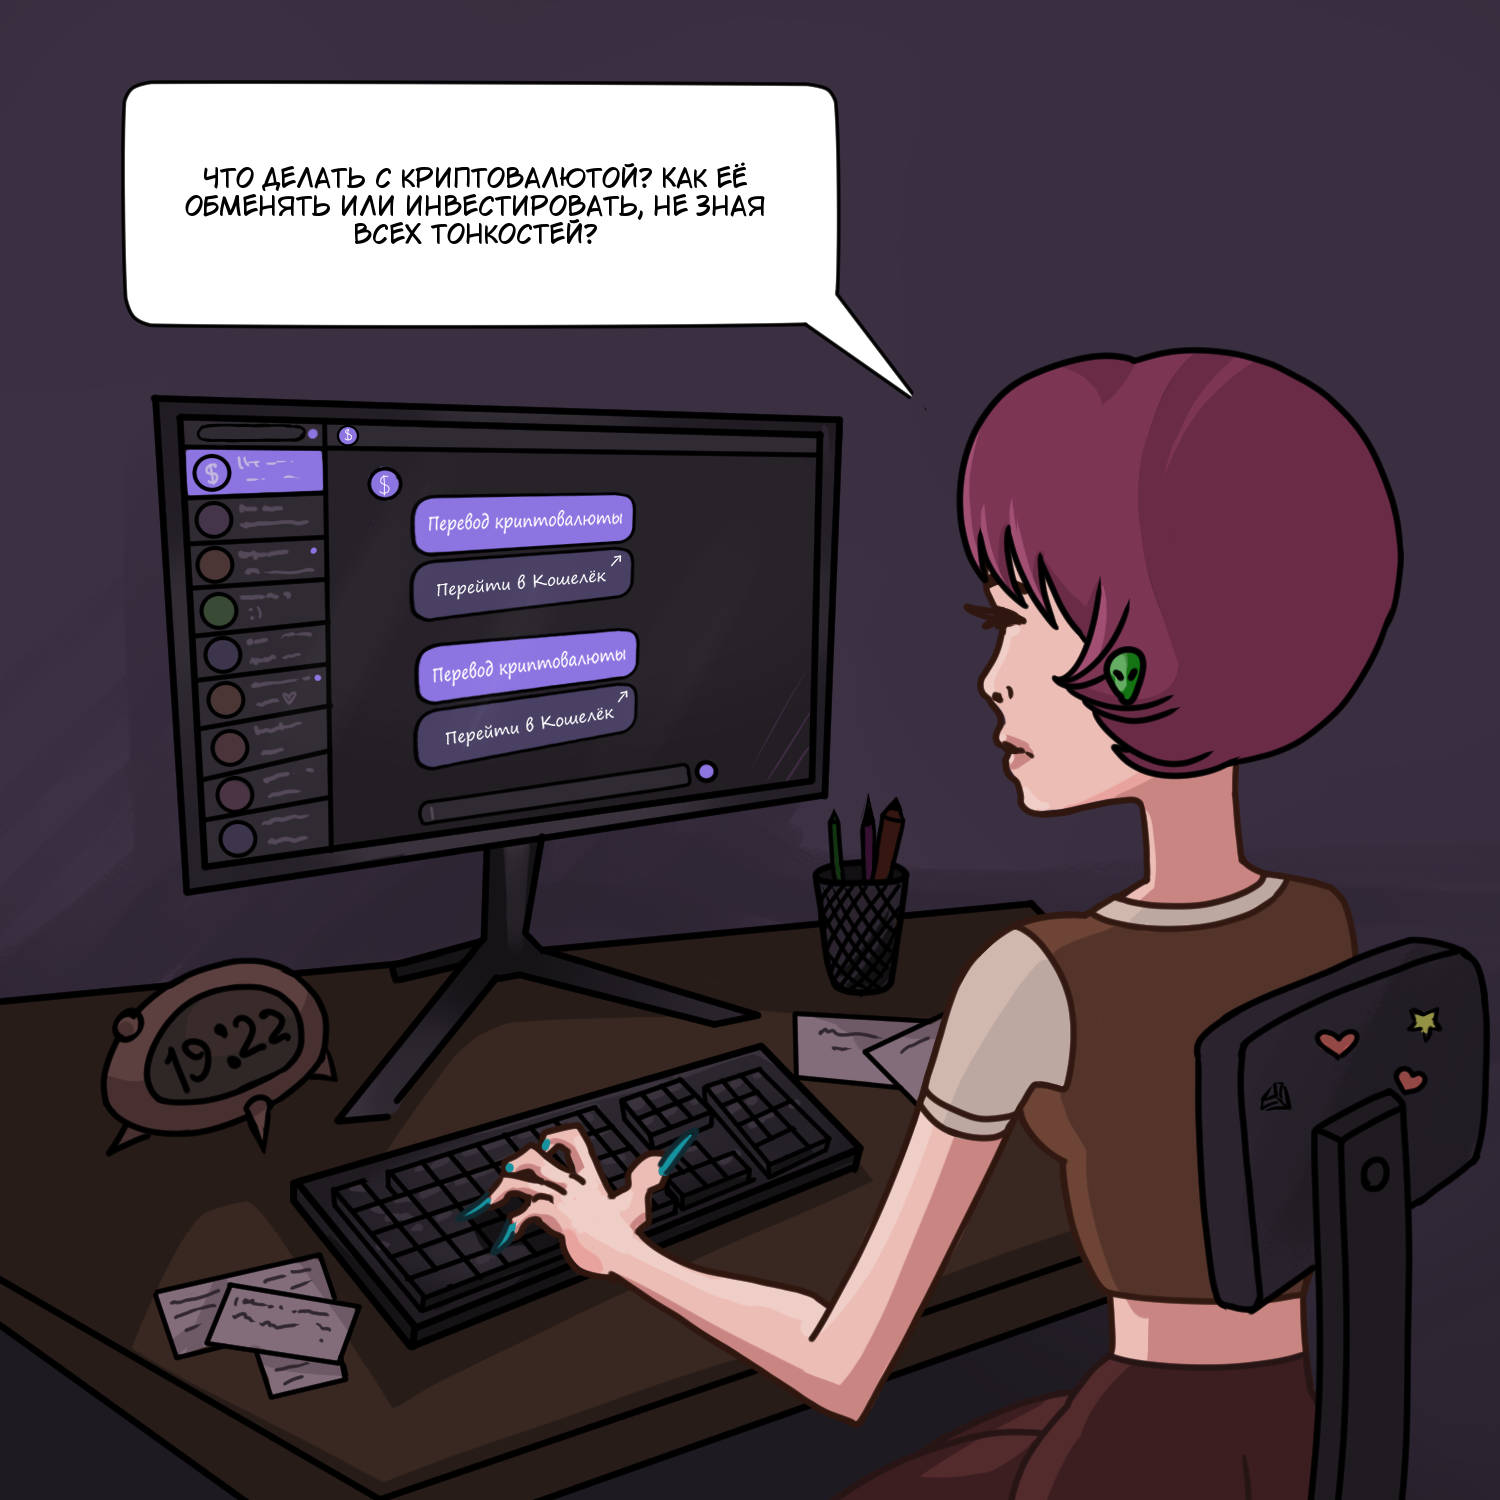 ЧТО ДЕЛАТЬ С КРИПТОВАЛЮТОЙ? КАК ЕЁ
ОБМЕНЯТЬ ИЛИ ИНВЕСТИРОВАТЬ, НЕ ЗНАЯ
ВСЕХ ТОНКОСТЕЙ?
$
$
$
Перевод криптовалюты
Перейти в Кошелёк
Перевод криптовалюты
Перейти в Кошелёк
:)
19:22